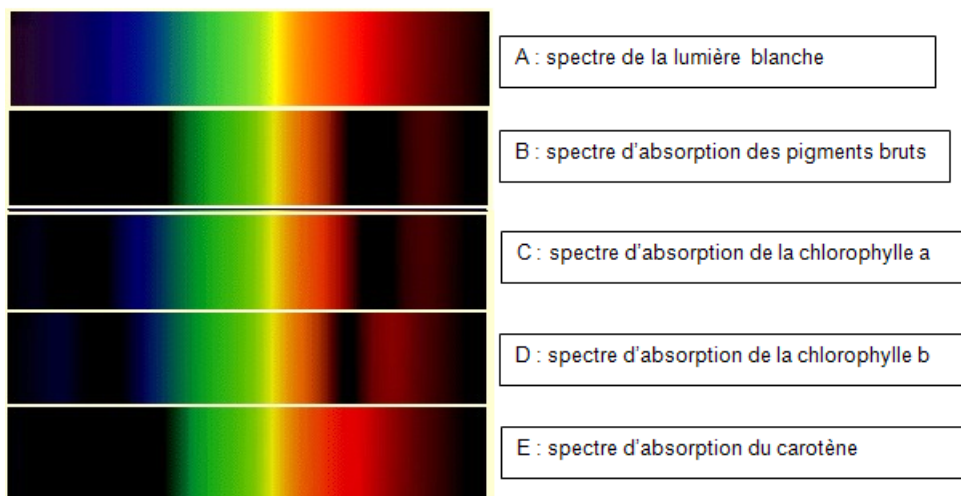 A : spectre de la lumière blanche
B : spectre d'absorption des pigments bruts
C : spectre d'absorption de la chlorophylle a
D : spectre d'absorption de la chlorophylle b
E : spectre d'absorption du carotène